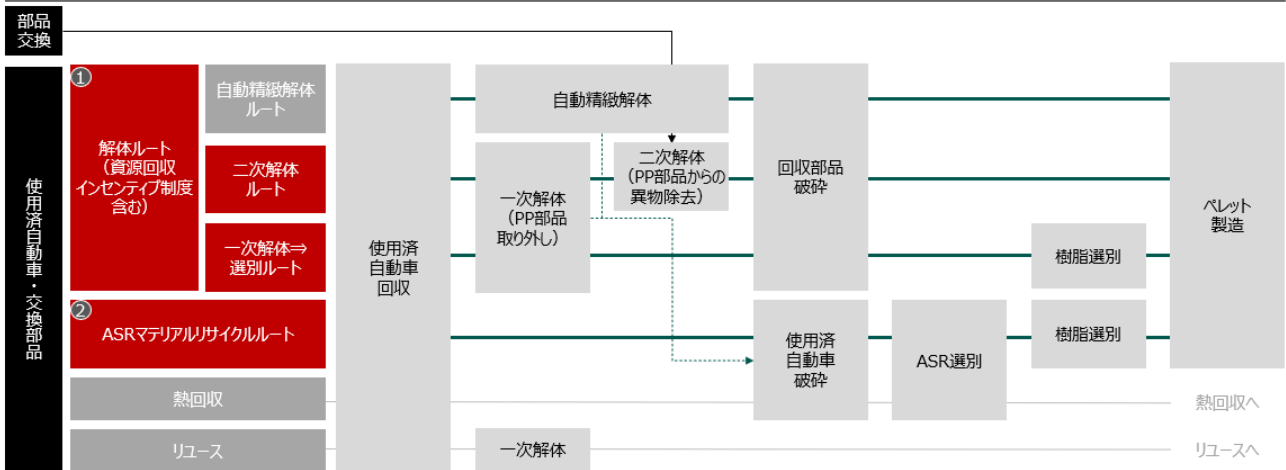 部品
交換
使用済自動車・交換部品
①
解体ルート
（資源回収
インセンティブ制度
含む）
自動精緻解体
ルート
二次解体
ルート
一次解体⇒
選別ルート
②
ASRマテリアルリサイクルルート
熱回収
リユース
使用済
自動車
回収
自動精緻解体
一次解体
（PP部品
取り外し）
二次解体
（PP部品からの
異物除去）
一次解体
回収部品
破砕
使用済
自動車
破砕
ASR選別
樹脂選別
樹脂選別
ペレット
製造
熱回収へ
リユースへ